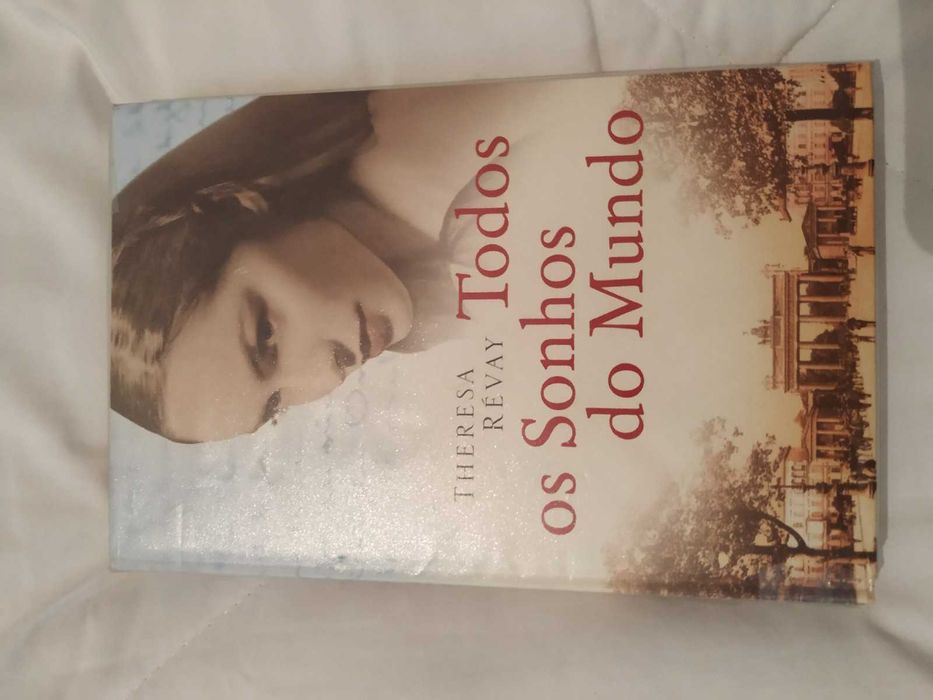 THERESA
RÉVAY
Todos
os Sonhos
do Mundo